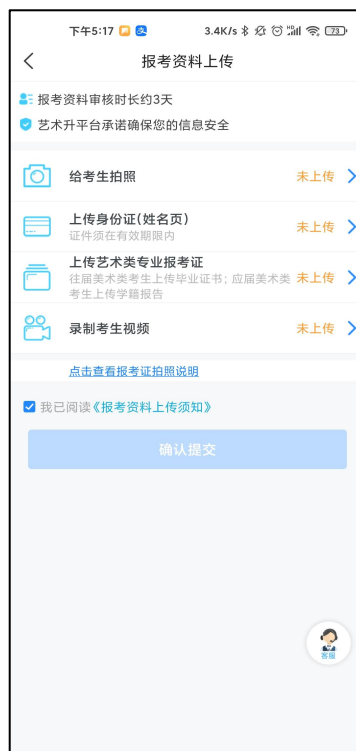 下午5:17
3.4K/s
73
报考资料上传
报考资料审核时长约3天
艺术升平台承诺确保您的信息安全
给考生拍照
未上传
上传身份证(姓名页)
证件须在有效期限内
未上传
上传艺术类专业报考证
往届美术类考生上传毕业证书；应届美术类
考生上传学籍报告
未上传
录制考生视频
未上传
点击查看报考证拍照说明
我已阅读《报考资料上传须知》
确认提交
客服